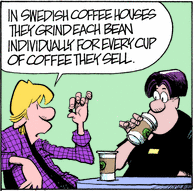 IN SWEDISH COFFEE HOUSES
THEY GRIND EACH BEAN
INDIVIDUALLY FOR EVERY CUP
OF COFFEE THEY SELL.